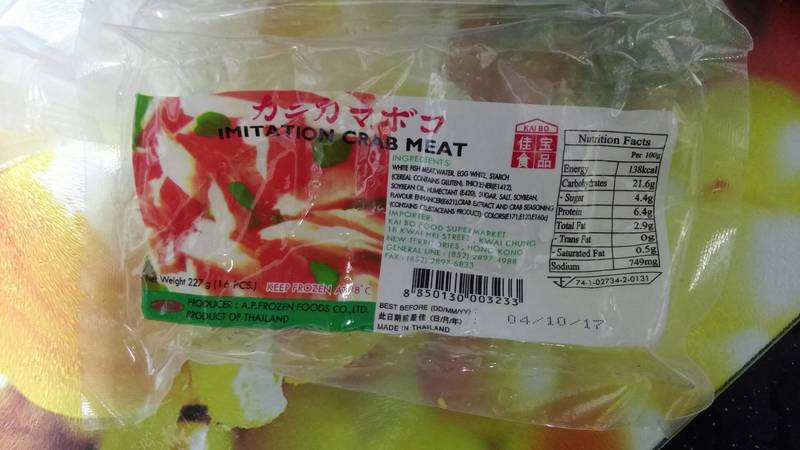 カニカマボコ
IMITATION CRAB MEAT
INGREDIENTS:
WHITE FISH MEAT, WATER, EGG WHITE, STARCH
(CEREAL CONTAINS GLUTEN), THICKENER(E1412),
SOYBEAN OIL, HUMECTANT (E420), SUGAR, SALT, SOYBEAN,
FLAVOUR ENHANCER(E621), CRAB EXTRACT AND CRAB SEASONING
(CONTAINS CRUSTACEANS PRODUCT) COLORS(E171, E120, E160c)
IMPORTER:
KAI BO FOOD SUPERMARKET
18 KWAI HEI STREET, KWAI CHUNG
NEW TERRITORIES, HONG KONG
GENERAL LINE: (852) 2897 4988
FAX: (852) 2897 6833
Net Weight 227g (16 PCS.)
KEEP FROZEN AT -18°C
PRODUCER : A.P.FROZEN FOODS CO.,LTD.
PRODUCT OF THAILAND
8 850130 003233
BEST BEFORE (DD/MM/YY) :
此日期前最佳 (日/月/年) :
04/10/17
MADE IN THAILAND
KAI BO
佳宝
食品
Nutrition Facts
Per 100g
Energy 138kcal
Carbohydrates 21.6g
- Sugar 4.4g
Protein 6.4g
Total Fat 2.9g
- Trans Fat 0g
- Saturated Fat 0.5g
Sodium 749mg
74-1-02734-2-0131